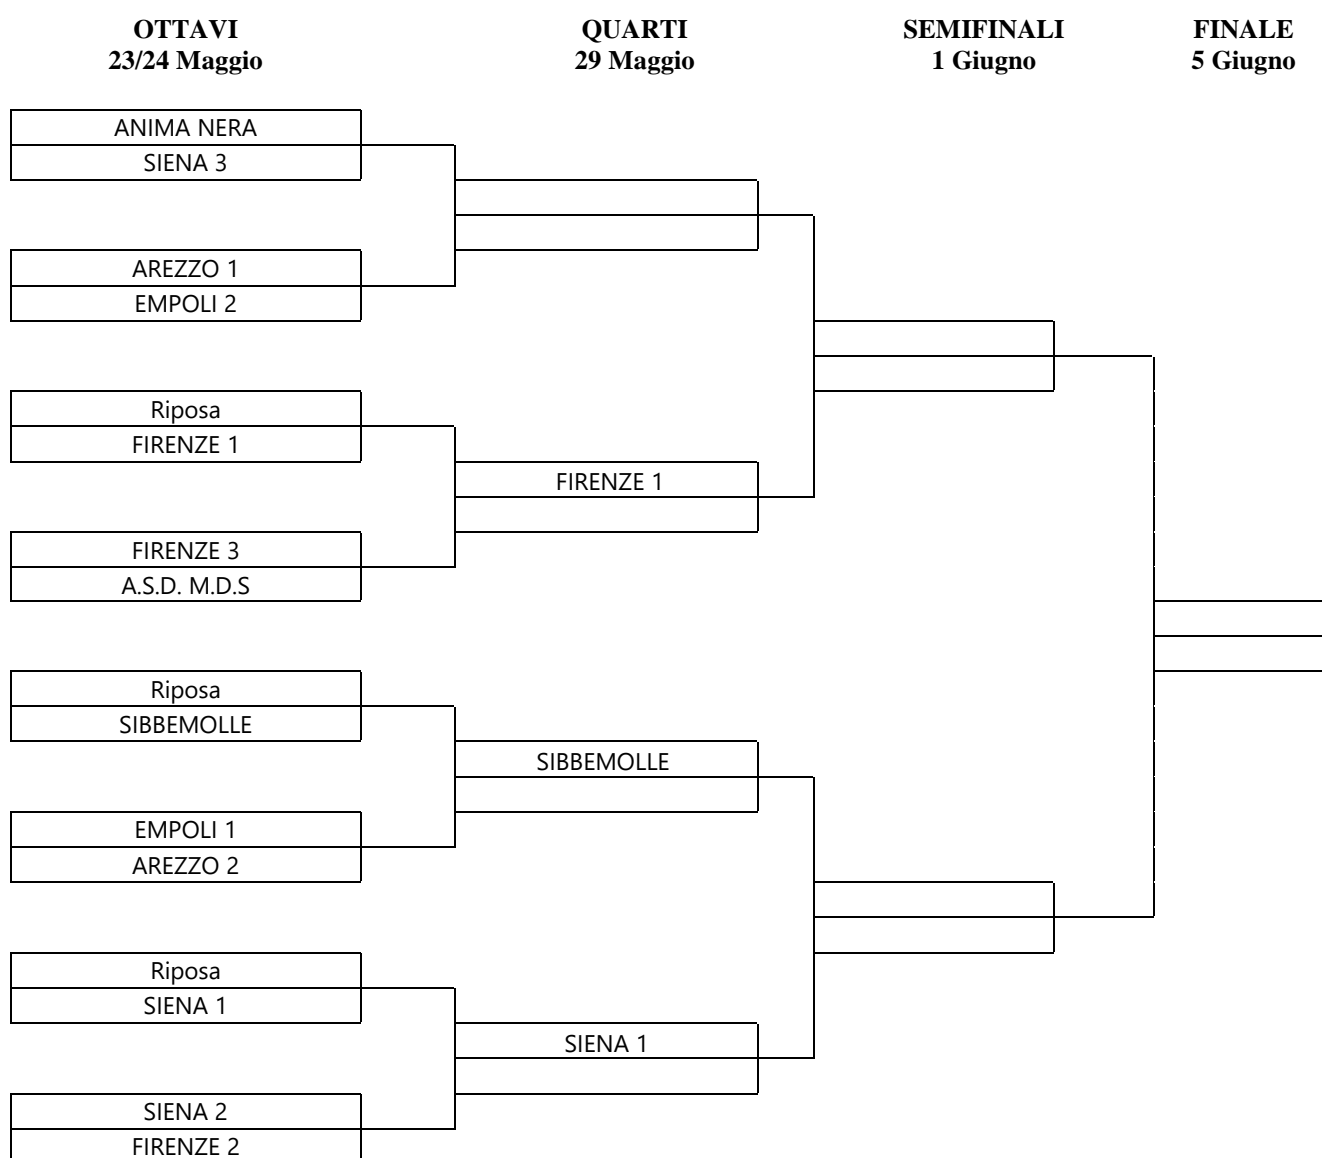 OTTAVI
23/24 Maggio
QUARTI
29 Maggio
SEMIFINALI
1 Giugno
FINALE
5 Giugno
ANIMA NERA
SIENA 3
AREZZO 1
EMPOLI 2
Riposa
FIRENZE 1
FIRENZE 1
FIRENZE 3
A.S.D. M.D.S
Riposa
SIBBEMOLLE
SIBBEMOLLE
EMPOLI 1
AREZZO 2
Riposa
SIENA 1
SIENA 1
SIENA 2
FIRENZE 2